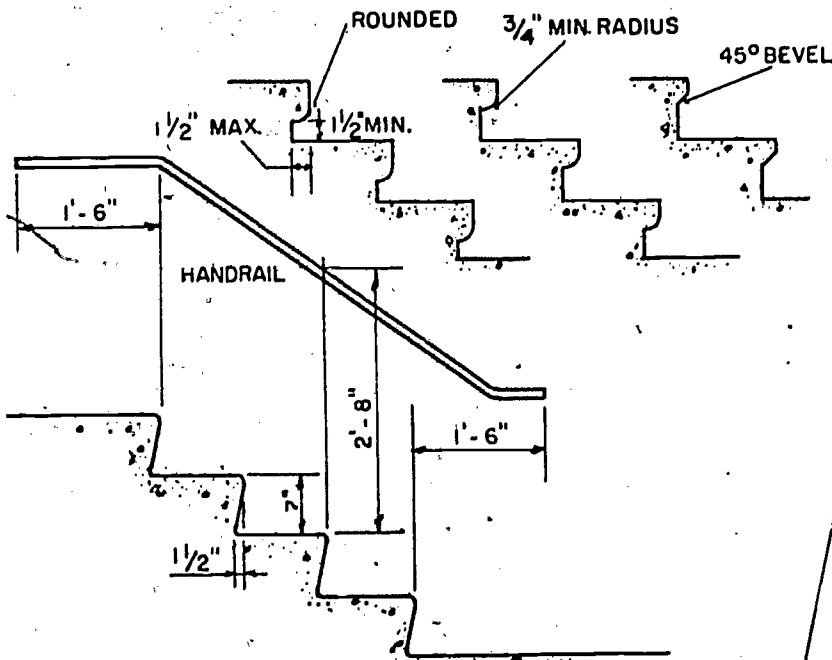 ROUNDED
3/4" MIN. RADIUS
45° BEVEL
1 1/2" MAX.
1 1/2" MIN.
1'-6"
HANDRAIL
2'-8"
1'-6"
7"
1 1/2"